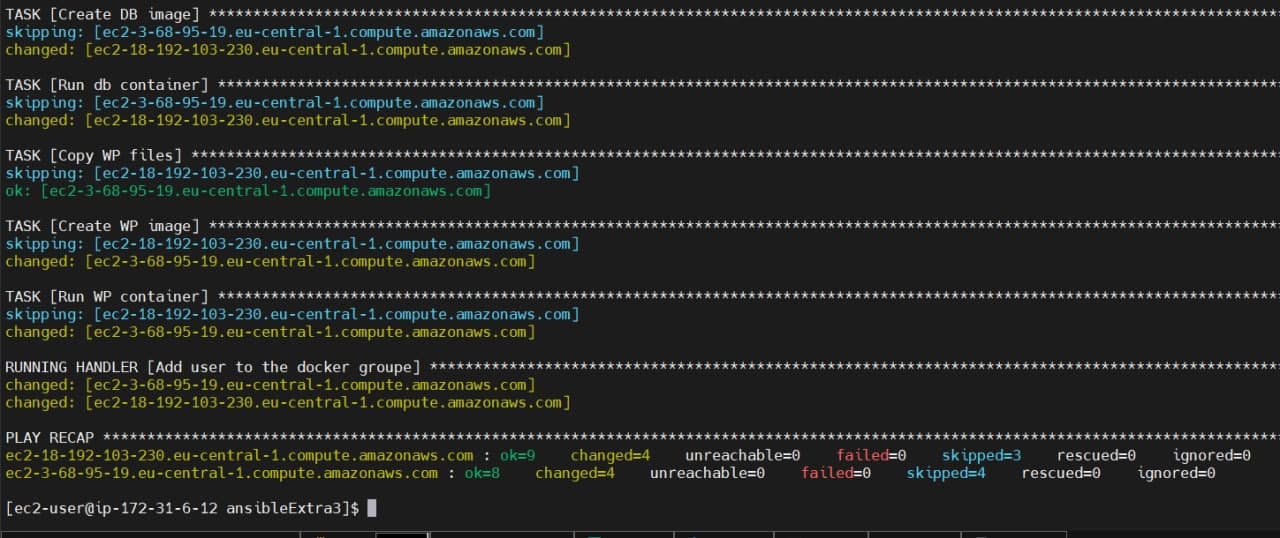 TASK [Create DB image] **************************************************************************************************************************
skipping: [ec2-3-68-95-19.eu-central-1.compute.amazonaws.com]
changed: [ec2-18-192-103-230.eu-central-1.compute.amazonaws.com]
TASK [Run db container] *************************************************************************************************************************
skipping: [ec2-3-68-95-19.eu-central-1.compute.amazonaws.com]
changed: [ec2-18-192-103-230.eu-central-1.compute.amazonaws.com]
TASK [Copy WP files] ****************************************************************************************************************************
skipping: [ec2-18-192-103-230.eu-central-1.compute.amazonaws.com]
ok: [ec2-3-68-95-19.eu-central-1.compute.amazonaws.com]
TASK [Create WP image] **************************************************************************************************************************
skipping: [ec2-18-192-103-230.eu-central-1.compute.amazonaws.com]
changed: [ec2-3-68-95-19.eu-central-1.compute.amazonaws.com]
TASK [Run WP container] *************************************************************************************************************************
skipping: [ec2-18-192-103-230.eu-central-1.compute.amazonaws.com]
changed: [ec2-3-68-95-19.eu-central-1.compute.amazonaws.com]
RUNNING HANDLER [Add user to the docker groupe] *************************************************************************************************
changed: [ec2-3-68-95-19.eu-central-1.compute.amazonaws.com]
changed: [ec2-18-192-103-230.eu-central-1.compute.amazonaws.com]
PLAY RECAP **************************************************************************************************************************************
ec2-18-192-103-230.eu-central-1.compute.amazonaws.com : ok=9    changed=4    unreachable=0    failed=0    skipped=3    rescued=0    ignored=0
ec2-3-68-95-19.eu-central-1.compute.amazonaws.com : ok=8    changed=4    unreachable=0    failed=0    skipped=4    rescued=0    ignored=0
[ec2-user@ip-172-31-6-12 ansibleExtra3]$